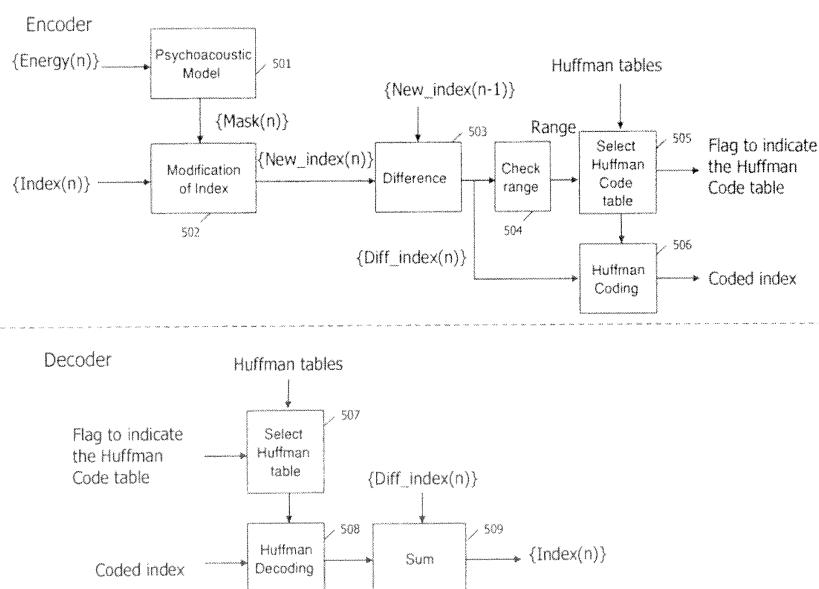 Encoder
{Energy(n)}
Psychoacoustic
Model
501
{Mask(n)}
{Index(n)}
Modification
of Index
502
{New_index(n)}
{New_index(n-1)}
Difference
503
{Diff_index(n)}
Check
range
504
Range
Huffman tables
Select
Huffman
Code
table
505
Flag to indicate
the Huffman
Code table
Huffman
Coding
506
Coded index
Decoder
Huffman tables
Flag to indicate
the Huffman
Code table
Select
Huffman
table
507
Coded index
Huffman
Decoding
508
{Diff_index(n)}
Sum
509
{Index(n)}